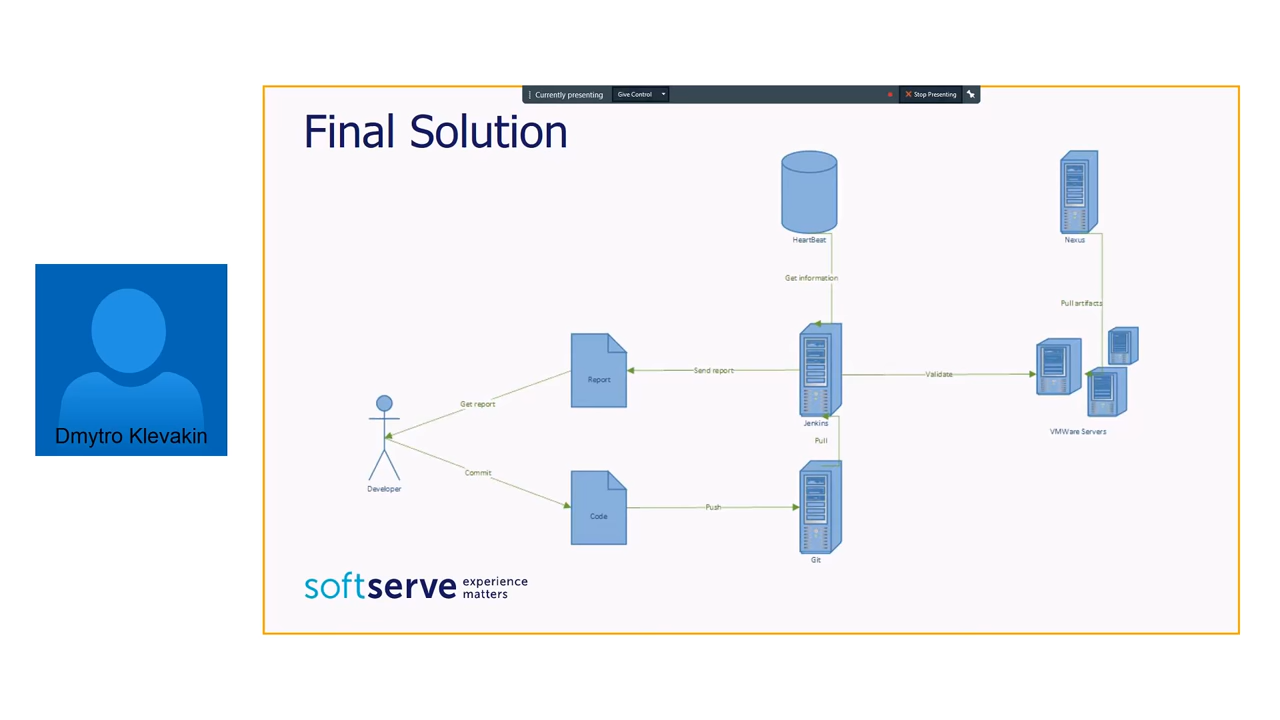 Currently presenting
Give Control
Stop Presenting
Final Solution
HeartBeat
Nexus
Get information
Pull artifacts
Report
Send report
Validate
Get report
Jenkins
VMWare Servers
Pull
Commit
Developer
Code
Push
Git
Dmytro Klevakin
softserve experience
matters